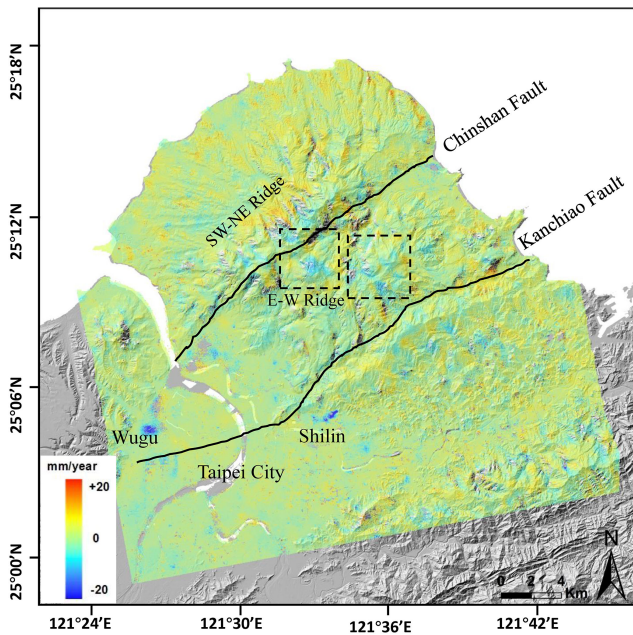 25°18'N
25°12'N
25°06'N
25°00'N
Chinshan Fault
Kanchiao Fault
SW-NE Ridge
E-W Ridge
Wugu
Shilin
Taipei City
mm/year
+20
0
-20
N
0 2 4
Km
121°24'E
121°30'E
121°36'E
121°42'E